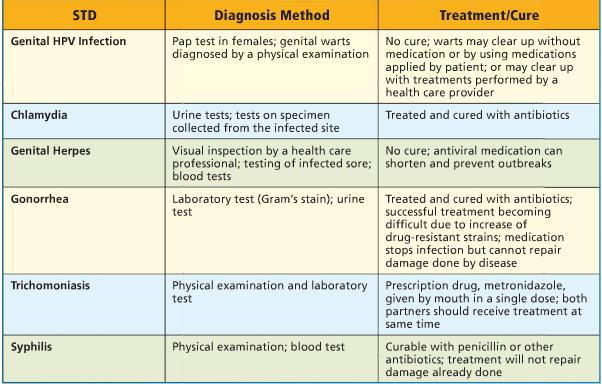 STD Diagnosis Method Treatment/Cure
Genital HPV Infection
Pap test in females; genital warts
diagnosed by a physical examination
No cure; warts may clear up without
medication or by using medications
applied by patient; or may clear up
with treatments performed by a
health care provider
Chlamydia
Urine tests; tests on specimen
collected from the infected site
Treated and cured with antibiotics
Genital Herpes
Visual inspection by a health care
professional; testing of infected sore;
blood tests
No cure; antiviral medication can
shorten and prevent outbreaks
Gonorrhea
Laboratory test (Gram's stain); urine
test
Treated and cured with antibiotics;
successful treatment becoming
difficult due to increase of
drug-resistant strains; medication
stops infection but cannot repair
damage done by disease
Trichomoniasis
Physical examination and laboratory
test
Prescription drug, metronidazole,
given by mouth in a single dose; both
partners should receive treatment at
same time
Syphilis
Physical examination; blood test
Curable with penicillin or other
antibiotics; treatment will not repair
damage already done